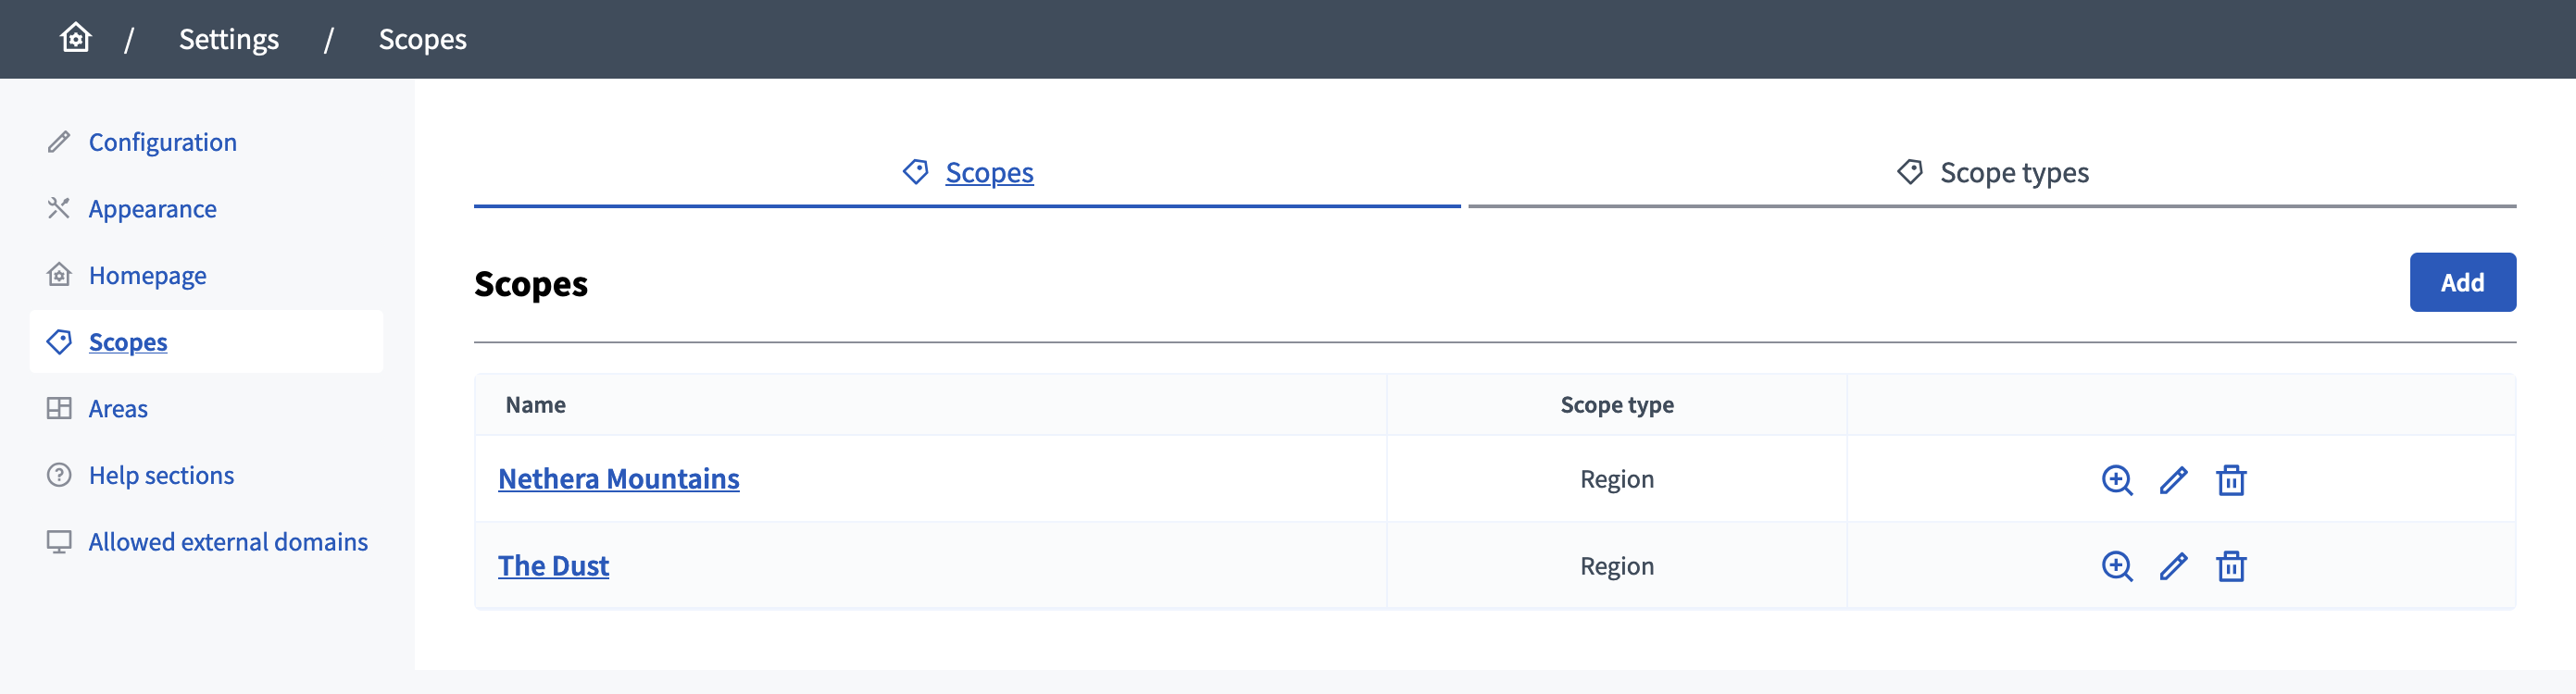 / Settings / Scopes
Configuration
Appearance
Homepage
Scopes
Areas
Help sections
Allowed external domains
Scopes
Scope types
Scopes
Add
Name
Scope type
Nethera Mountains
Region
The Dust
Region